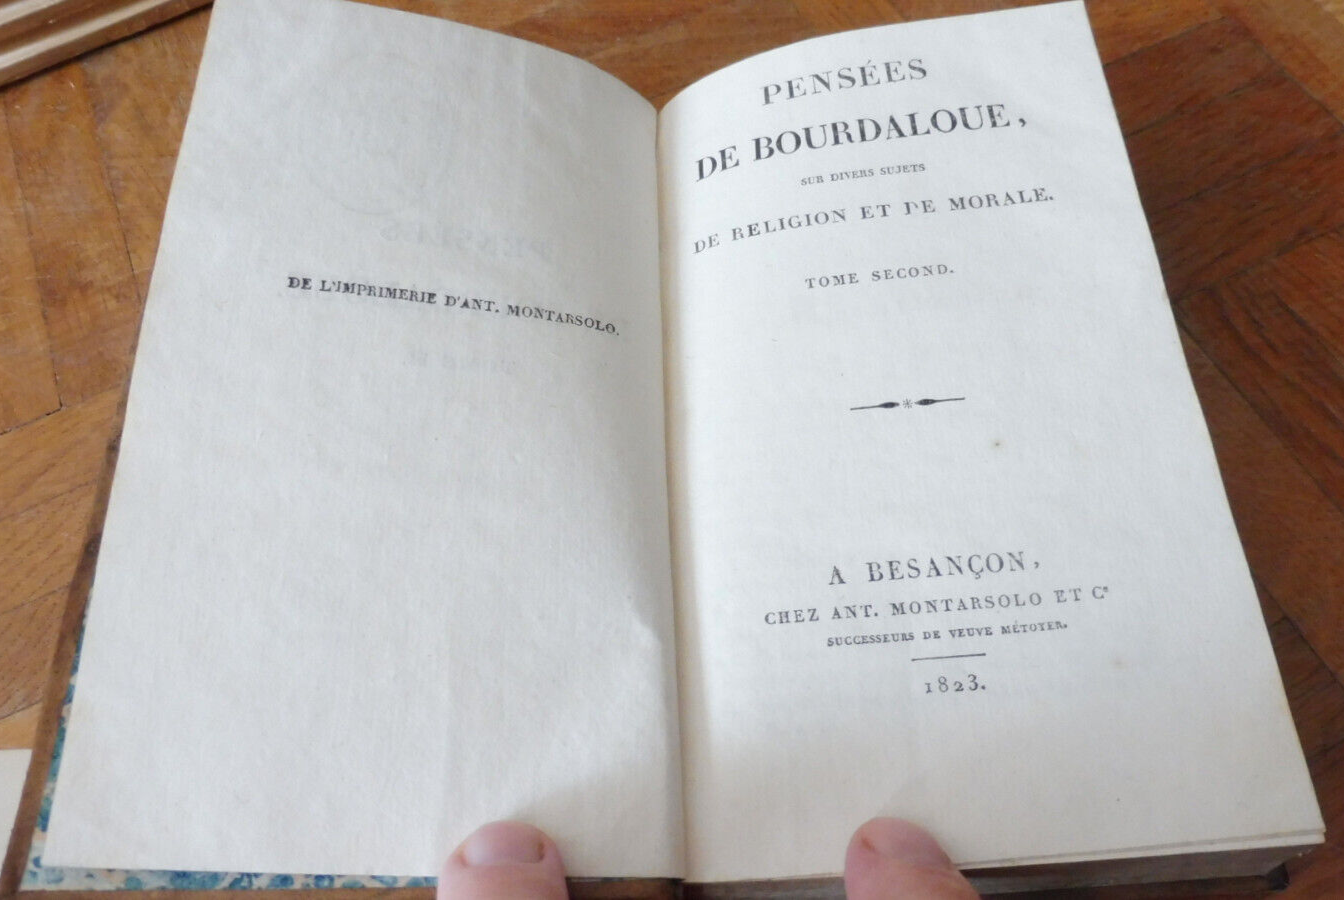 DE L'IMPRIMERIE D'ANT. MONTARSOLO.
PENSÉES
DE BOURDALOUE,
SUR DIVERS SUJETS
DE RELIGION ET DE MORALE.
TOME SECOND.
A BESANÇON,
CHEZ ANT. MONTARSOLO ET Cᵉ
SUCCESSEURS DE VEUVE MÉTOYER.
1823.